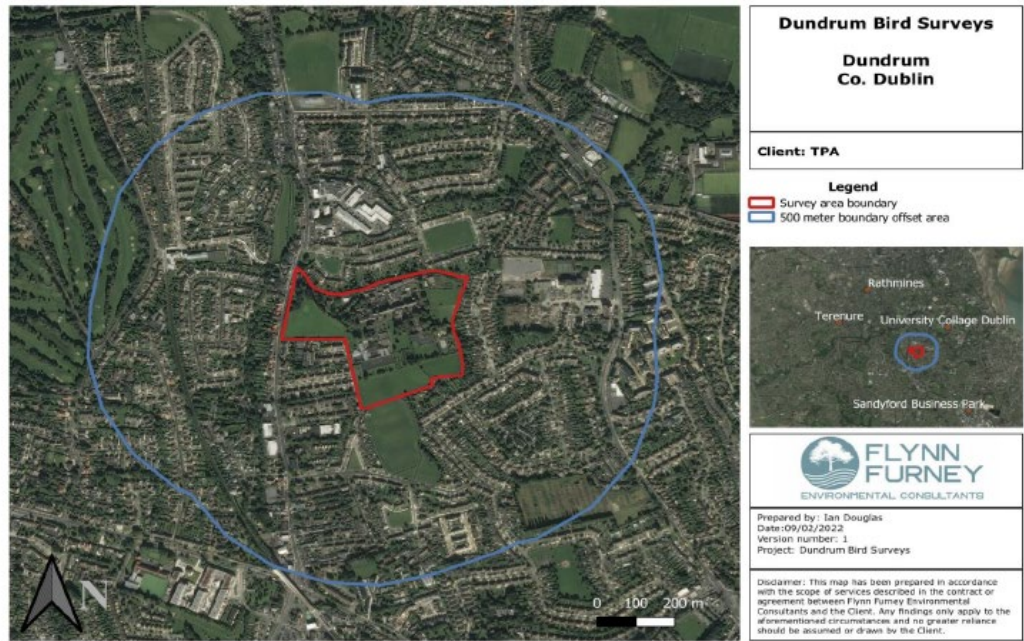 Dundrum Bird Surveys
Dundrum
Co. Dublin
Client: TPA
Legend
Survey area boundary
500 meter boundary offset area
Rathmines
Terenure
University Collage Dublin
Sandyford Business Park
FLYNN
FURNEY
ENVIRONMENTAL CONSULTANTS
Prepared by: Ian Douglas
Date:09/02/2022
Version number: 1
Project: Dundrum Bird Surveys
Disclaimer: This map has been prepared in accordance
with the scope of services described in the contract or
agreement between Flynn Furney Environmental
Consultants and the Client. Any findings only apply to the
aforementioned circumstances and no greater reliance
should be assumed or drawn by the Client.
N
0 100 200 m